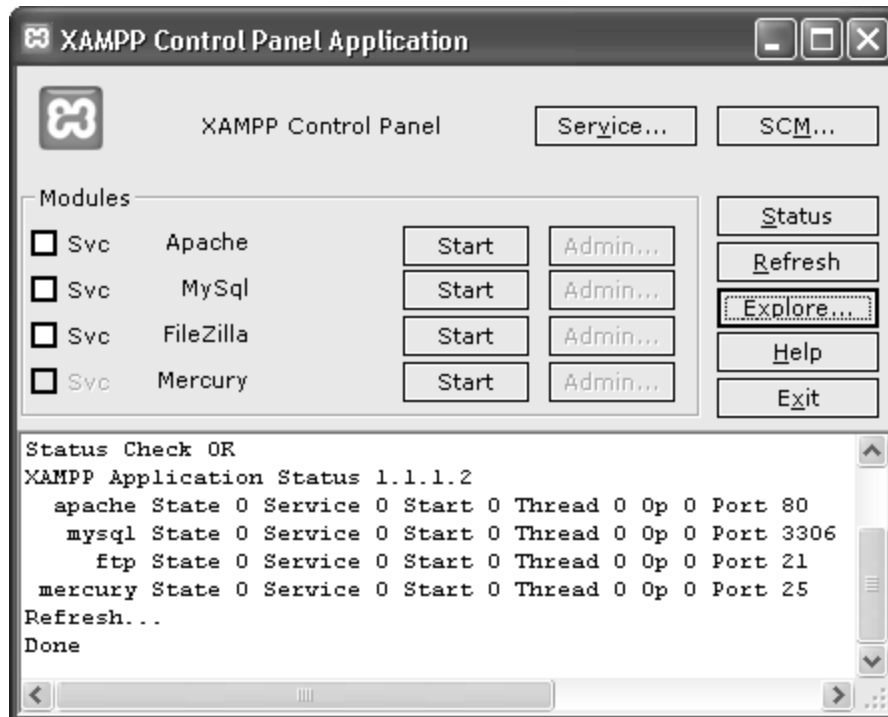 XAMPP Control Panel Application
XAMPP Control Panel Service... SCM...
Modules
Svc Apache Start Admin...
Svc MySql Start Admin...
Svc FileZilla Start Admin...
Svc Mercury Start Admin...
Status
Refresh
Explore...
Help
Exit
Status Check OK
XAMPP Application Status 1.1.1.2
apache State 0 Service 0 Start 0 Thread 0 Op 0 Port 80
mysql State 0 Service 0 Start 0 Thread 0 Op 0 Port 3306
ftp State 0 Service 0 Start 0 Thread 0 Op 0 Port 21
mercury State 0 Service 0 Start 0 Thread 0 Op 0 Port 25
Refresh...
Done